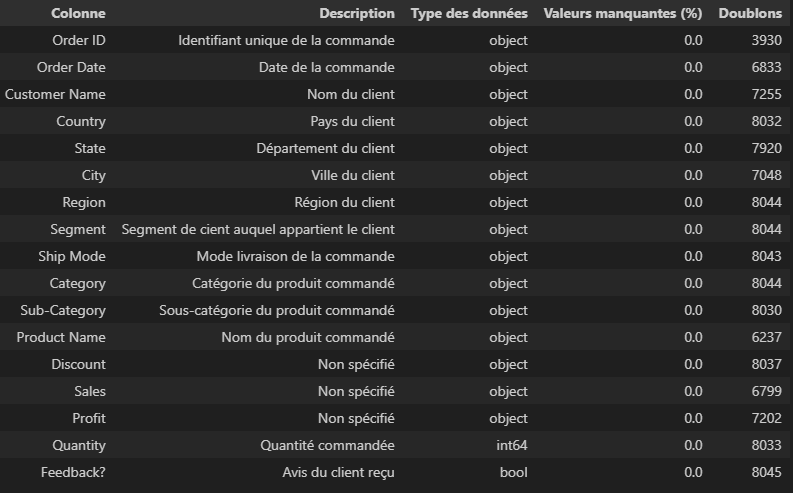 Colonne Description Type des données Valeurs manquantes (%) Doublons
Order ID Identifiant unique de la commande object 0.0 3930
Order Date Date de la commande object 0.0 6833
Customer Name Nom du client object 0.0 7255
Country Pays du client object 0.0 8032
State Département du client object 0.0 7920
City Ville du client object 0.0 7048
Region Région du client object 0.0 8044
Segment Segment de cient auquel appartient le client object 0.0 8044
Ship Mode Mode livraison de la commande object 0.0 8043
Category Catégorie du produit commandé object 0.0 8044
Sub-Category Sous-catégorie du produit commandé object 0.0 8030
Product Name Nom du produit commandé object 0.0 6237
Discount Non spécifié object 0.0 8037
Sales Non spécifié object 0.0 6799
Profit Non spécifié object 0.0 7202
Quantity Quantité commandée int64 0.0 8033
Feedback? Avis du client reçu bool 0.0 8045